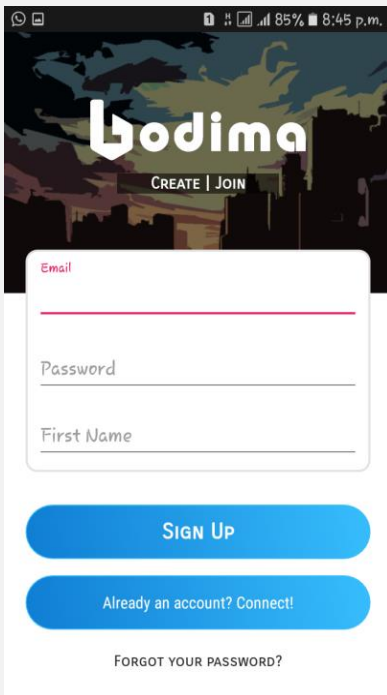 1 85% 8:45 p.m.
bodima
CREATE | JOIN
Email
Password
First Name
SIGN UP
Already an account? Connect!
FORGOT YOUR PASSWORD?